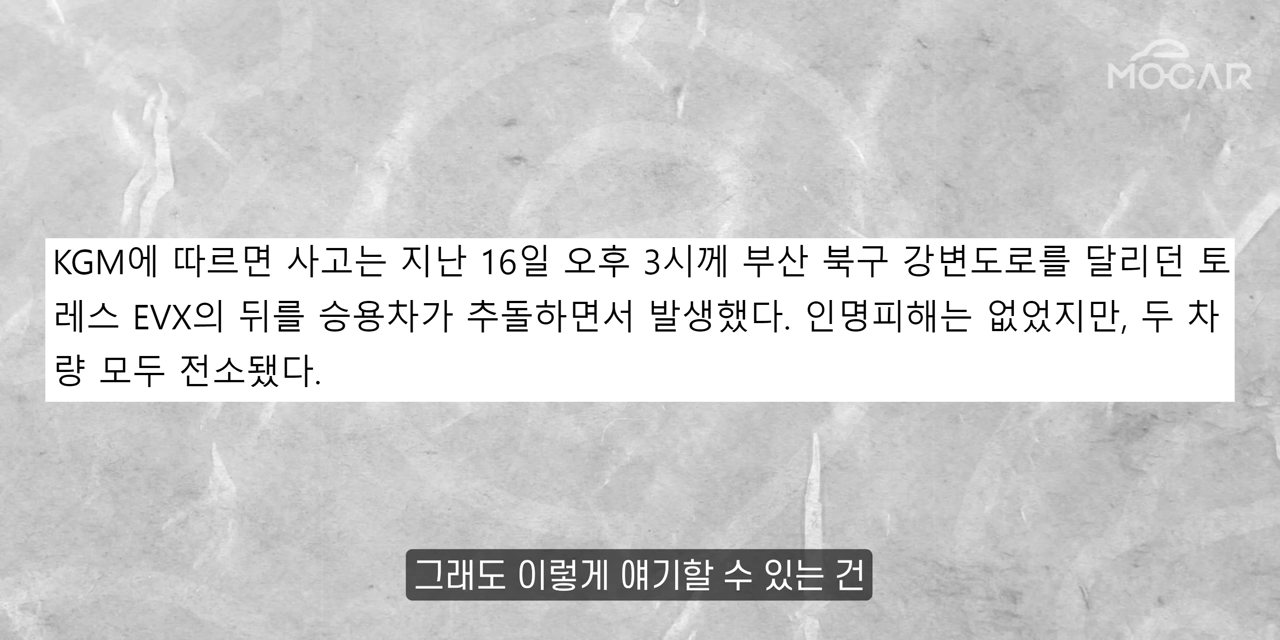 MOCAR
KGM에 따르면 사고는 지난 16일 오후 3시께 부산 북구 강변도로를 달리던 토
레스 EVX의 뒤를 승용차가 추돌하면서 발생했다. 인명피해는 없었지만, 두 차
량 모두 전소됐다.
그래도 이렇게 얘기할 수 있는 건